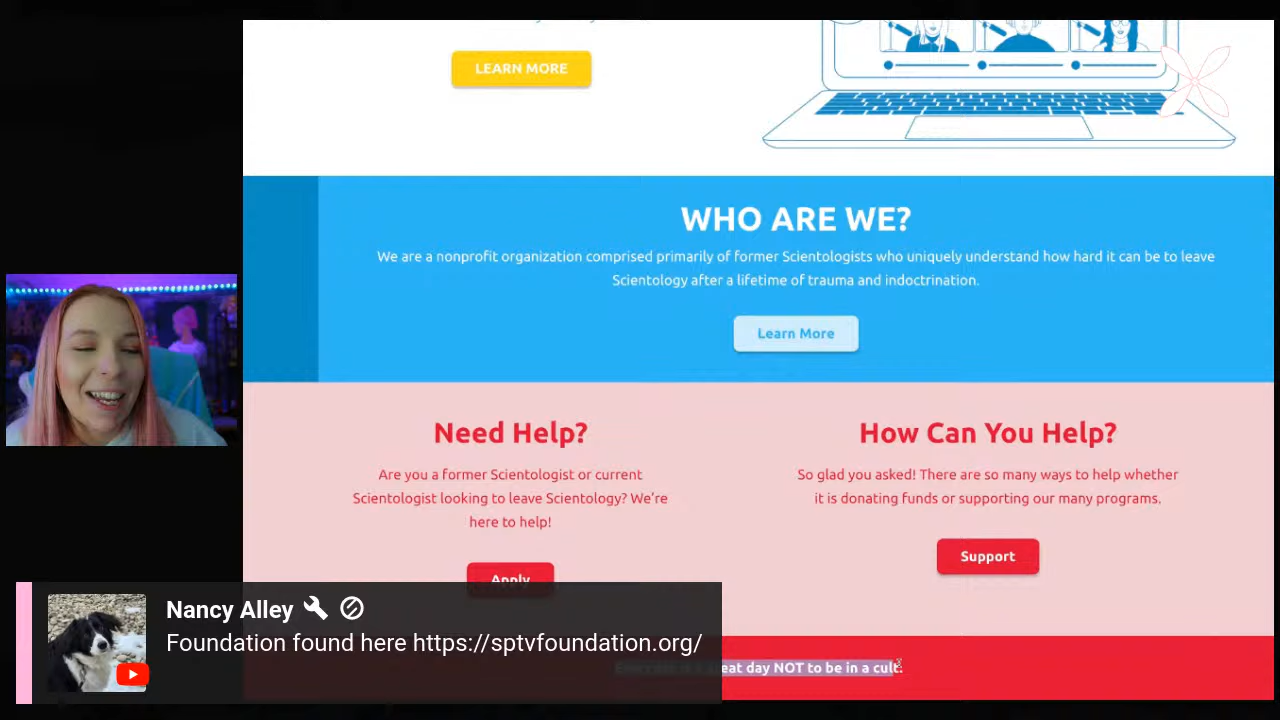 LEARN MORE
WHO ARE WE?
We are a nonprofit organization comprised primarily of former Scientologists who uniquely understand how hard it can be to leave
Scientology after a lifetime of trauma and indoctrination.
Learn More
Need Help?
Are you a former Scientologist or current
Scientologist looking to leave Scientology? We’re
here to help!
Apply
How Can You Help?
So glad you asked! There are so many ways to help whether
it is donating funds or supporting our many programs.
Support
Nancy Alley
Foundation found here https://sptvfoundation.org/
day NOT to be in a cult.